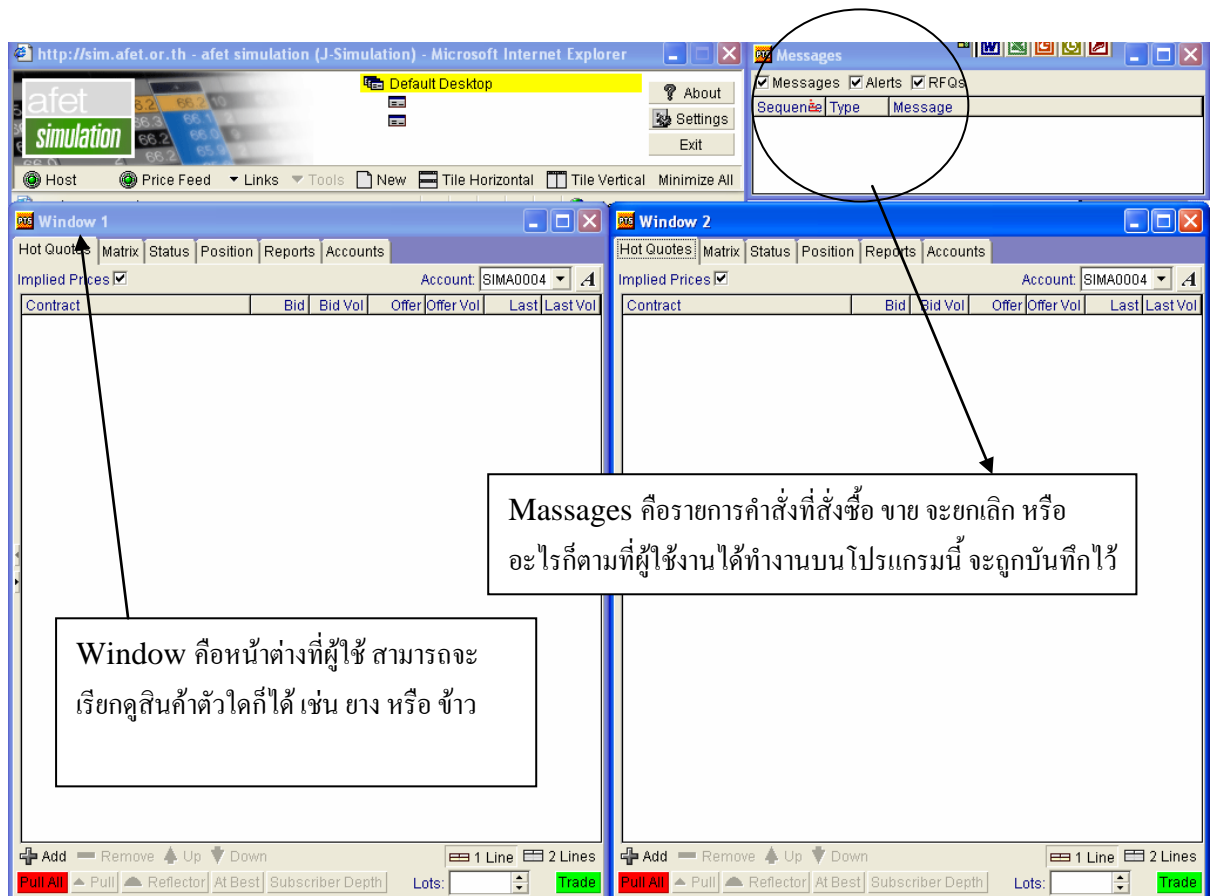 http://sim.afet.or.th - afet simulation (J-Simulation) - Microsoft Internet Explorer
Messages
Default Desktop
About
Settings
Exit
afet
simulation
Messages Alerts RFQs
Sequence Type Message
Host Price Feed Links Tools New Tile Horizontal Tile Vertical Minimize All
Window 1
Hot Quotes Matrix Status Position Reports Accounts
Implied Prices Account: SIMA0004 A
Contract Bid Bid Vol Offer Offer Vol Last Last Vol
Window 2
Hot Quotes Matrix Status Position Reports Accounts
Implied Prices Account: SIMA0004 A
Contract Bid Bid Vol Offer Offer Vol Last Last Vol
Massages คือรายการคำสั่งที่สั่งซื้อ ขาย จะยกเลิก หรือ
อะไรก็ตามที่ผู้ใช้งานได้ทำงานบนโปรแกรมนี้ จะถูกบันทึกไว้
Window คือหน้าต่างที่ผู้ใช้ สามารถจะ
เรียกดูสินค้าตัวใดก็ได้ เช่น ยาง หรือ ข้าว
Add Remove Up Down 1 Line 2 Lines
Pull All Pull Reflector At Best Subscriber Depth Lots: Trade
Add Remove Up Down 1 Line 2 Lines
Pull All Pull Reflector At Best Subscriber Depth Lots: Trade